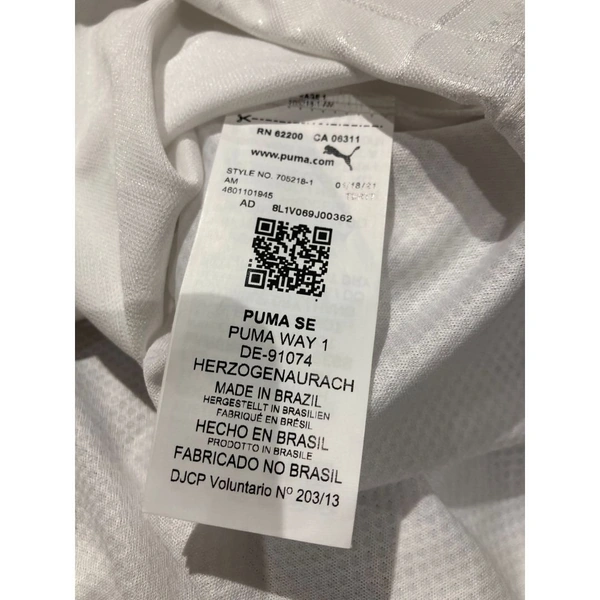 RN 62200 CA 06311
www.puma.com
STYLE NO. 705218-1
AM
4601101945
AD 8L1V069J00362
PUMA SE
PUMA WAY 1
DE-91074
HERZOGENAURACH
MADE IN BRAZIL
HERGESTELLT IN BRASILIEN
FABRIQUÉ EN BRÉSIL
HECHO EN BRASIL
PRODOTTO IN BRASILE
FABRICADO NO BRASIL
DJCP Voluntario Nº 203/13